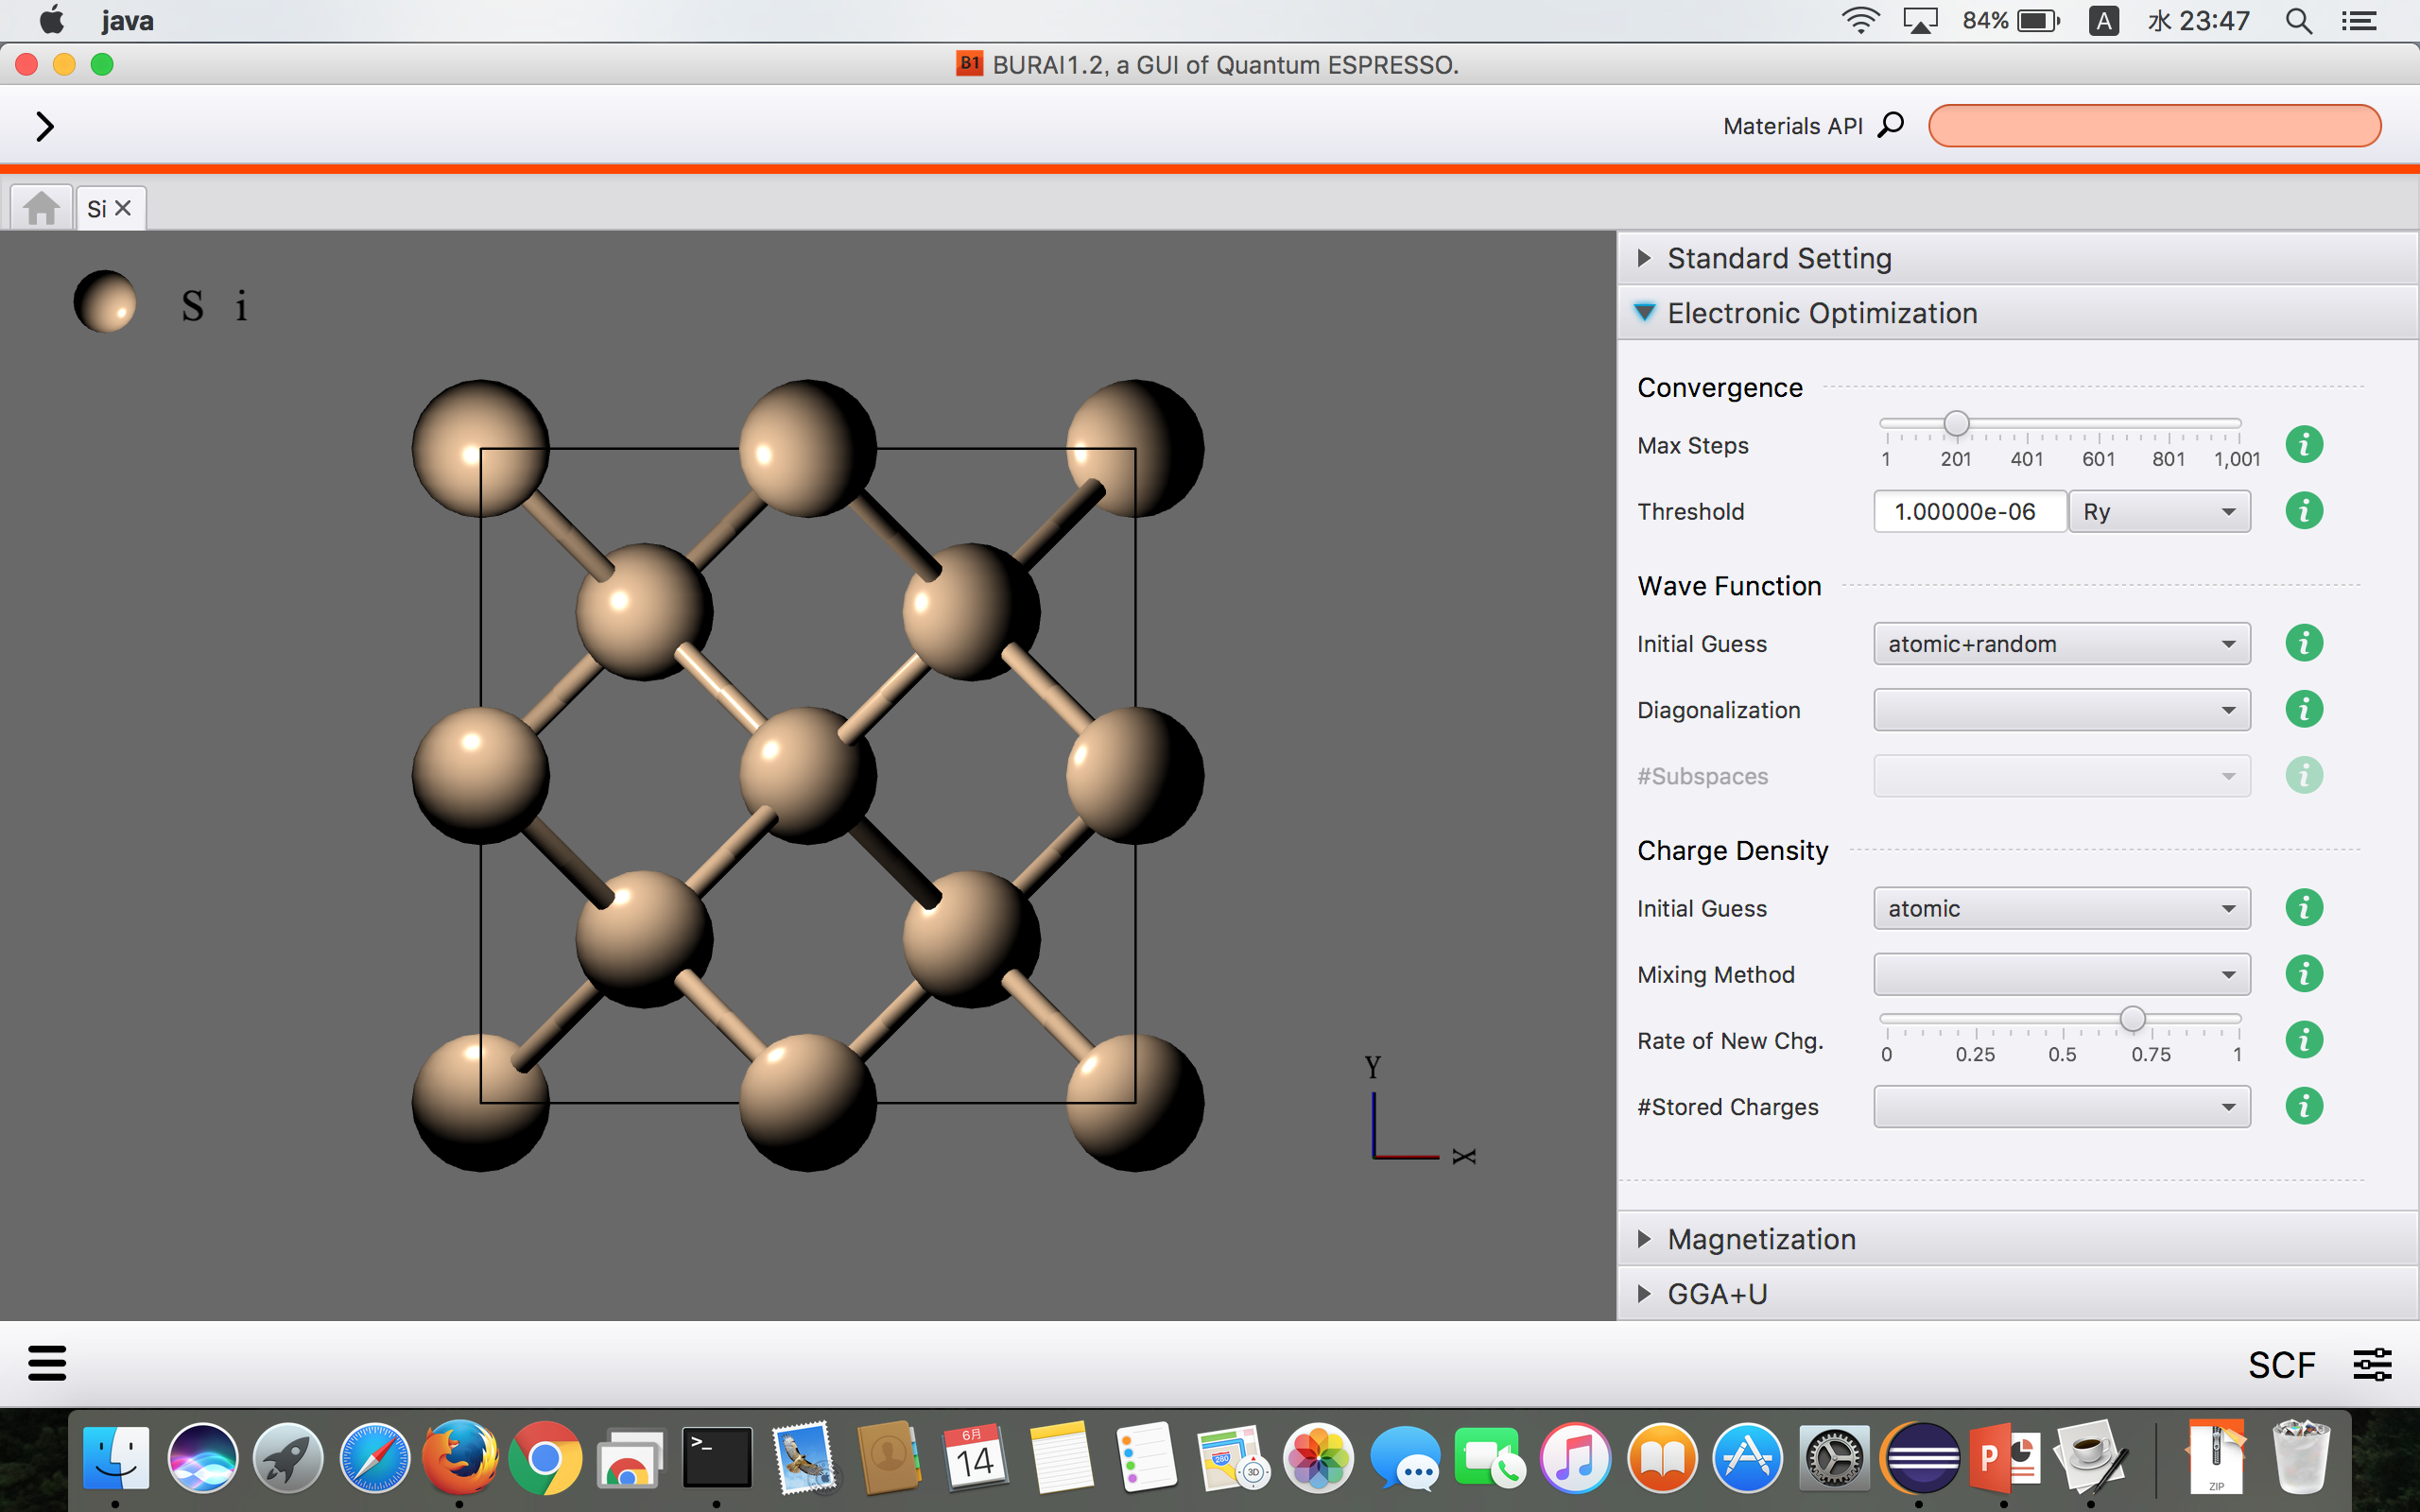 java
84% A 水 23:47
B1 BURAI1.2, a GUI of Quantum ESPRESSO.
Materials API
Si
S i
Standard Setting
Electronic Optimization
Convergence
Max Steps
1 201 401 601 801 1,001
Threshold 1.00000e-06 Ry
Wave Function
Initial Guess atomic+random
Diagonalization
#Subspaces
Charge Density
Initial Guess atomic
Mixing Method
Rate of New Chg.
0 0.25 0.5 0.75 1
#Stored Charges
Y
X
Magnetization
GGA+U
SCF
>_
6月
14
280
3D
P
ZIP